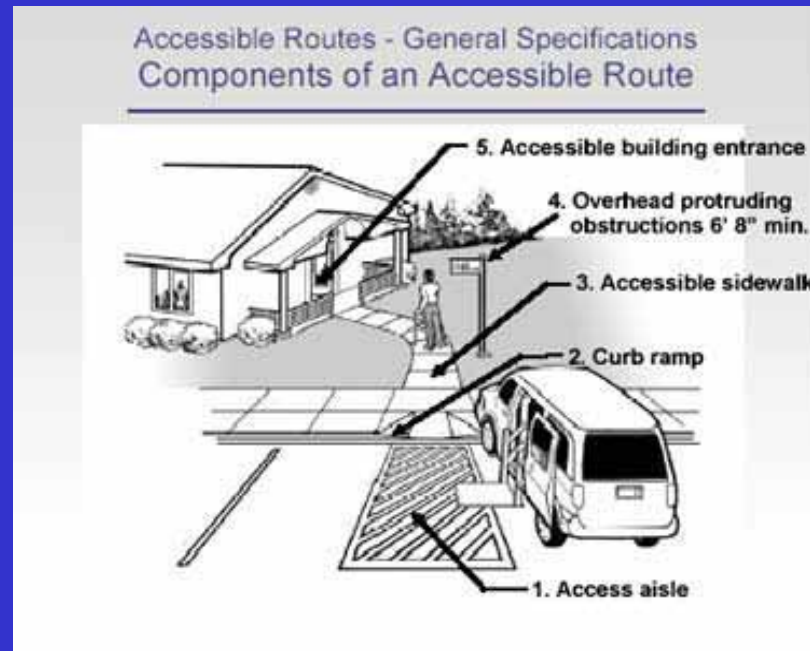 Accessible Routes - General Specifications
Components of an Accessible Route
5. Accessible building entrance
4. Overhead protruding
obstructions 6' 8" min.
3. Accessible sidewalk
2. Curb ramp
1. Access aisle